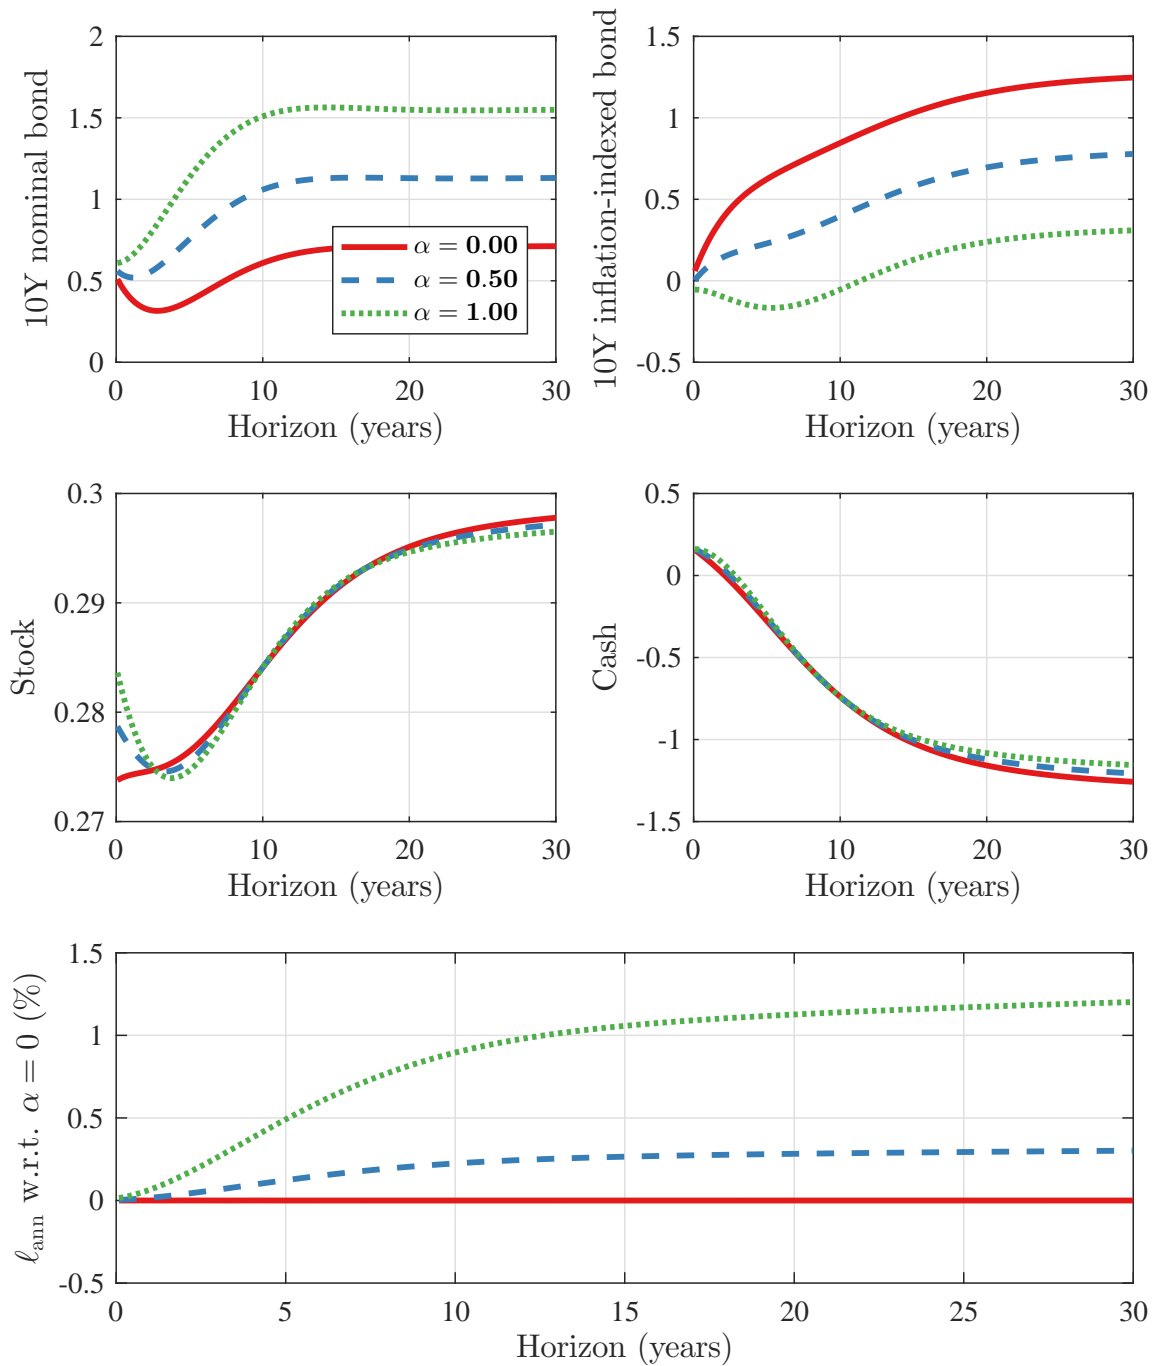 10Y nominal bond
2
1.5
1
0.5
0
0 10 20 30
Horizon (years)
α = 0.00
α = 0.50
α = 1.00
10Y inflation-indexed bond
1.5
1
0.5
0
-0.5
0 10 20 30
Horizon (years)
Stock
0.3
0.29
0.28
0.27
0 10 20 30
Horizon (years)
Cash
0.5
0
-0.5
-1
-1.5
0 10 20 30
Horizon (years)
ℓann w.r.t. α = 0 (%)
1.5
1
0.5
0
-0.5
0 5 10 15 20 25 30
Horizon (years)